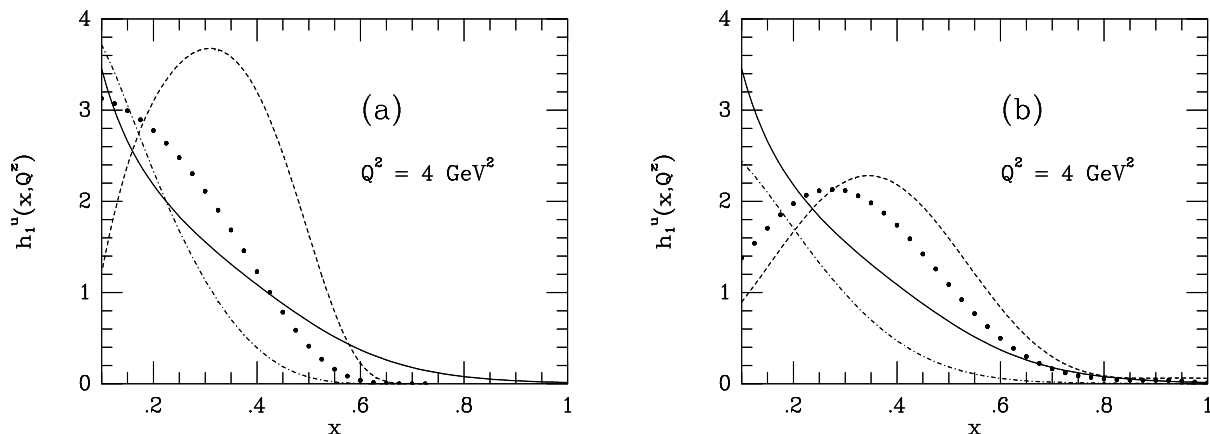 4
3
2
1
0
h₁ᵘ(x,Q²)
(a)
Q² = 4 GeV²
.2
.4
.6
.8
1
x
4
3
2
1
0
h₁ᵘ(x,Q²)
(b)
Q² = 4 GeV²
.2
.4
.6
.8
1
x